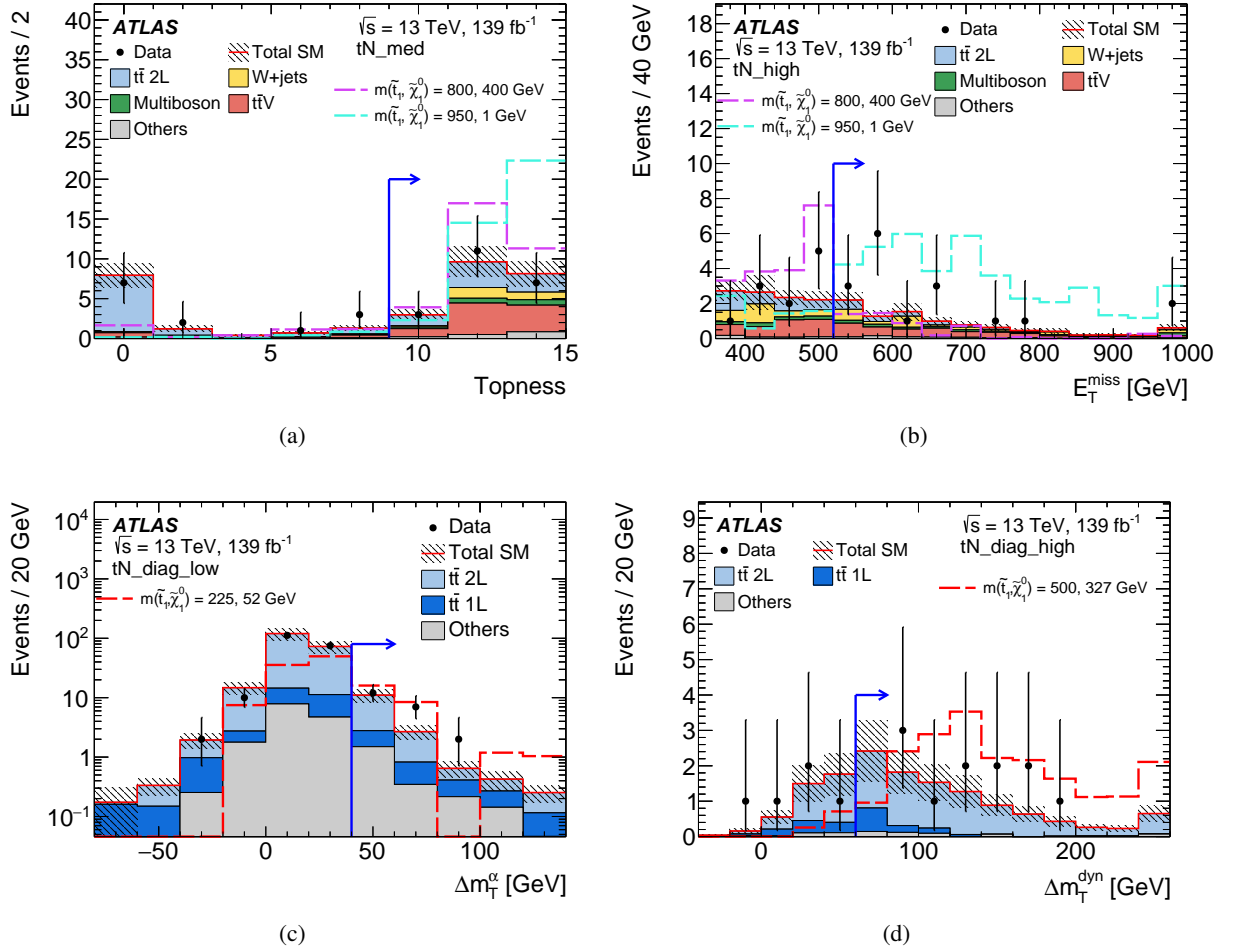 Events / 2
ATLAS
√s = 13 TeV, 139 fb⁻¹
tN_med
Data
Total SM
tt̄ 2L
W+jets
Multiboson
tt̄V
Others
m(t̃₁, χ̃₁⁰) = 800, 400 GeV
m(t̃₁, χ̃₁⁰) = 950, 1 GeV
40
35
30
25
20
15
10
5
0
0 5 10 15
Topness
(a)
Events / 40 GeV
ATLAS
√s = 13 TeV, 139 fb⁻¹
tN_high
Data
Total SM
tt̄ 2L
W+jets
Multiboson
tt̄V
Others
m(t̃₁, χ̃₁⁰) = 800, 400 GeV
m(t̃₁, χ̃₁⁰) = 950, 1 GeV
18
16
14
12
10
8
6
4
2
0
400 500 600 700 800 900 1000
E_T^miss [GeV]
(b)
Events / 20 GeV
ATLAS
√s = 13 TeV, 139 fb⁻¹
tN_diag_low
m(t̃₁,χ̃₁⁰) = 225, 52 GeV
Data
Total SM
tt̄ 2L
tt̄ 1L
Others
10⁴
10³
10²
10
1
10⁻¹
−50 0 50 100
Δm_T^α [GeV]
(c)
Events / 20 GeV
ATLAS
√s = 13 TeV, 139 fb⁻¹
tN_diag_high
Data
Total SM
tt̄ 2L
tt̄ 1L
Others
m(t̃₁,χ̃₁⁰) = 500, 327 GeV
9
8
7
6
5
4
3
2
1
0
0 100 200
Δm_T^dyn [GeV]
(d)